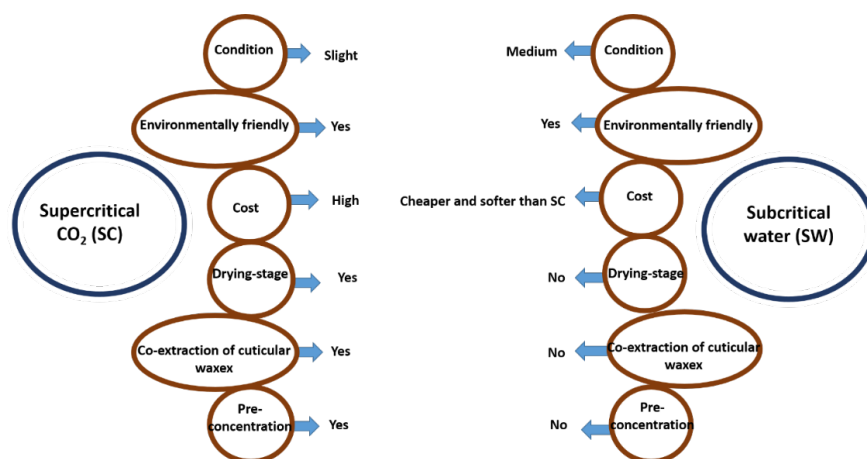 Supercritical
CO₂ (SC)
Condition
Slight
Environmentally friendly
Yes
Cost
High
Drying-stage
Yes
Co-extraction of cuticular
waxex
Yes
Pre-
concentration
Yes
Medium
Condition
Yes
Environmentally friendly
Cheaper and softer than SC
Cost
No
Drying-stage
No
Co-extraction of cuticular
waxex
No
Pre-
concentration
Subcritical
water (SW)